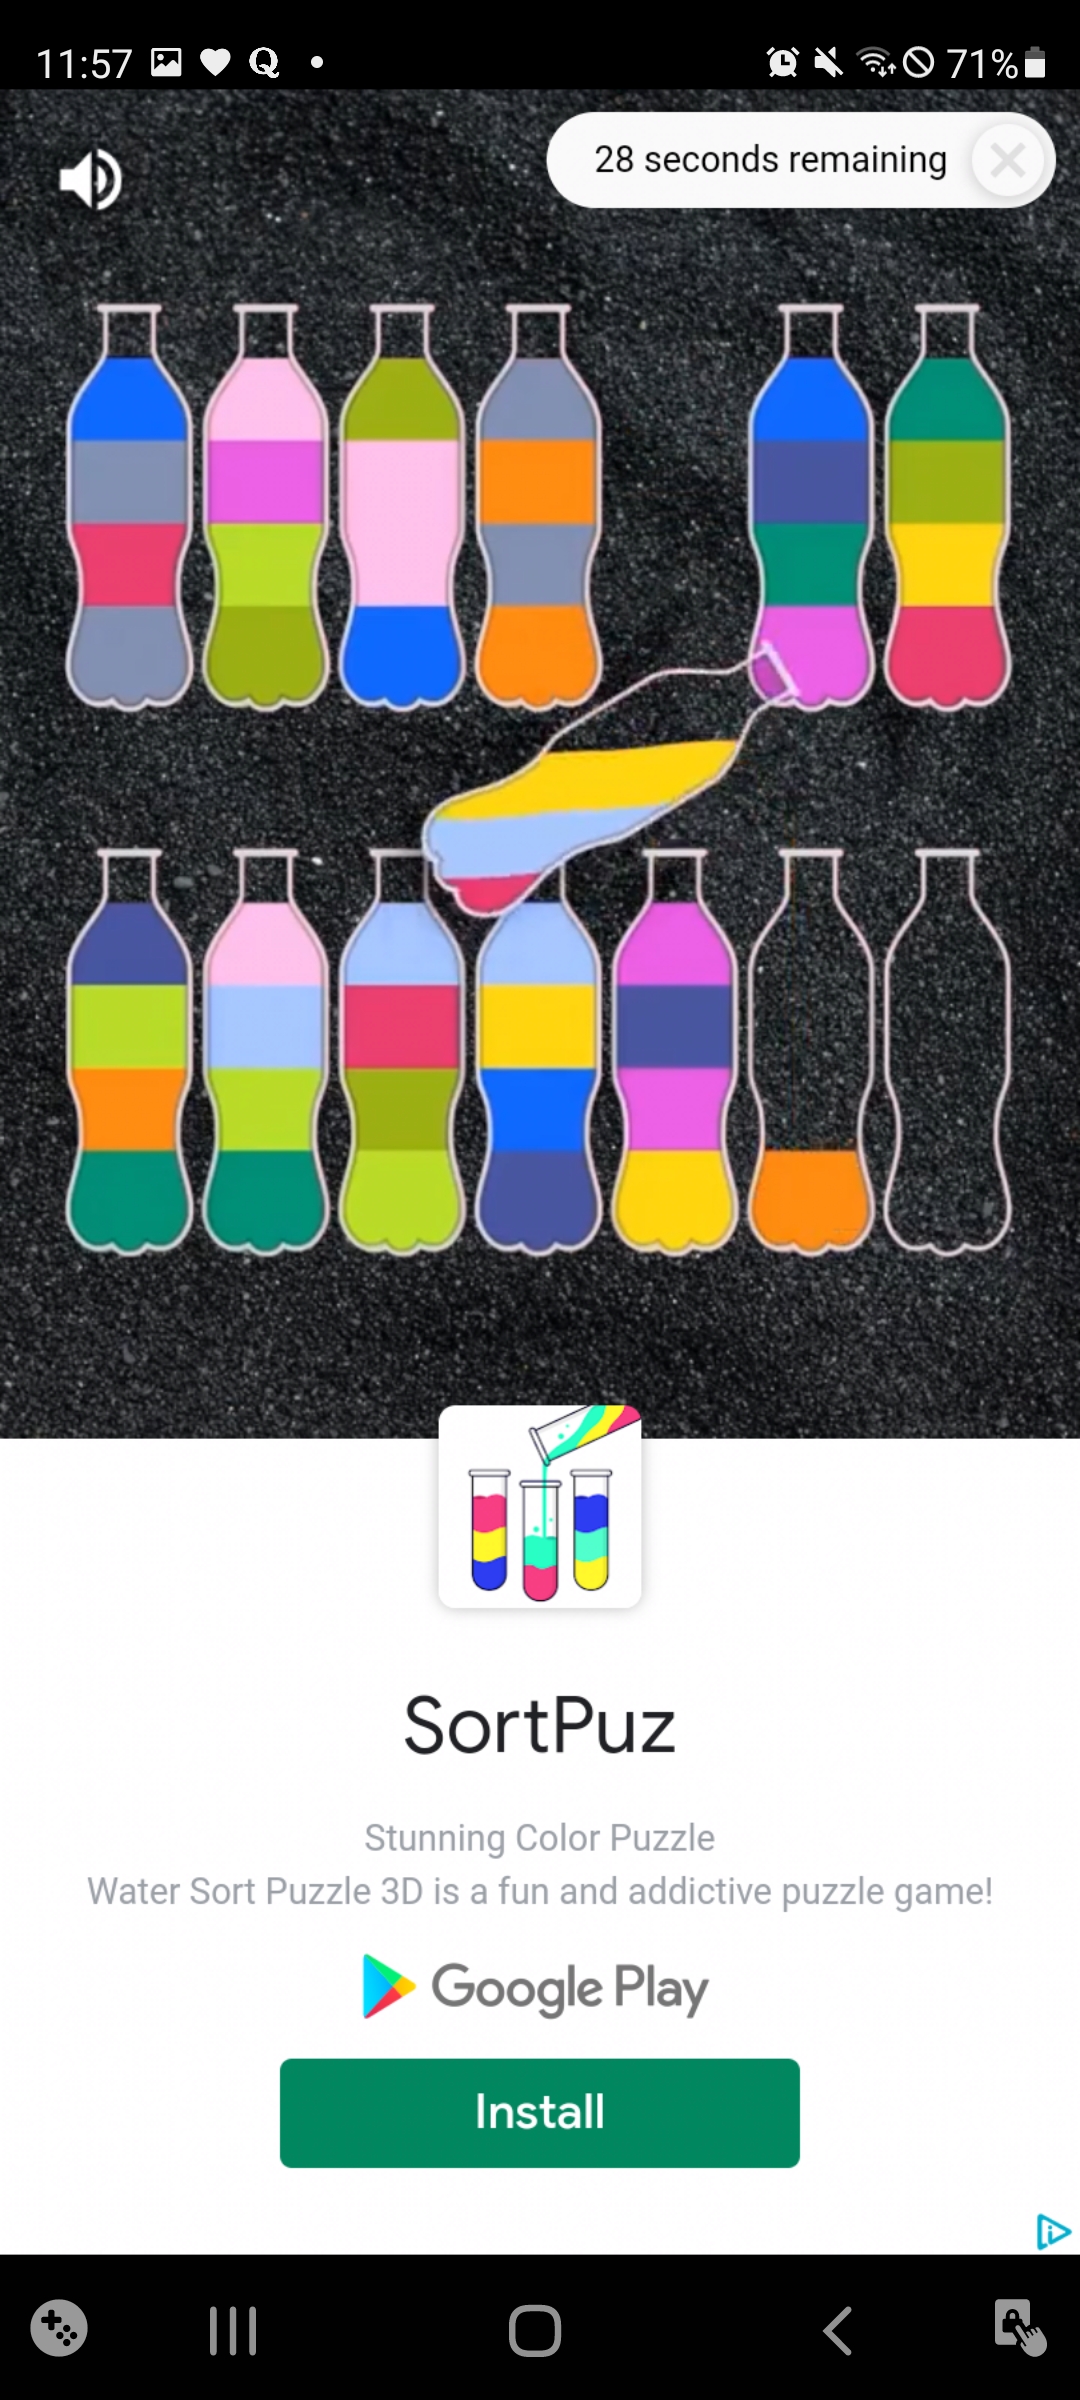 11:57
71%
28 seconds remaining
SortPuz
Stunning Color Puzzle
Water Sort Puzzle 3D is a fun and addictive puzzle game!
Google Play
Install